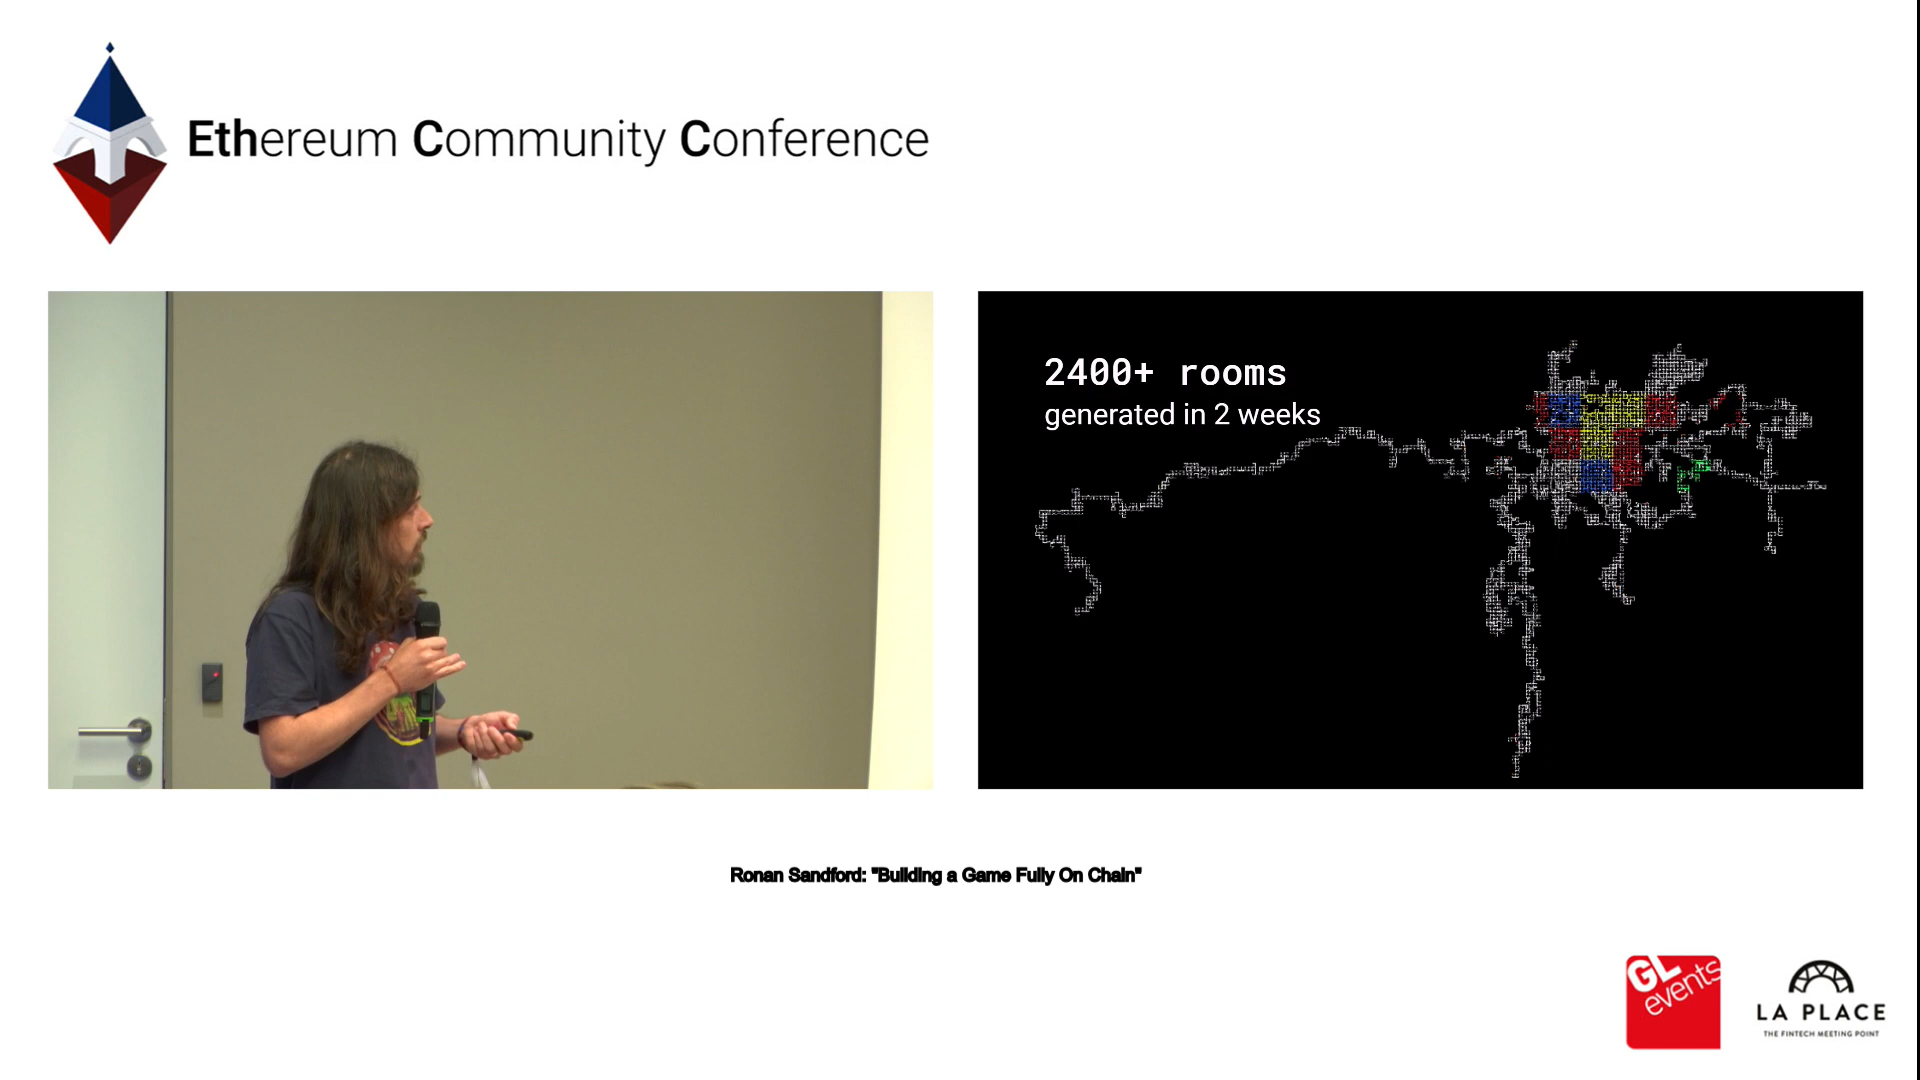 Ethereum Community Conference
2400+ rooms
generated in 2 weeks
Ronan Sandford: "Building a Game Fully On Chain"
GL
events
LA PLACE
THE FINTECH MEETING POINT